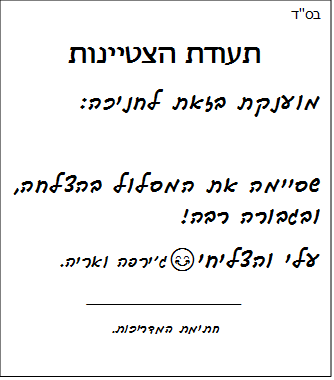 בס"ד
תעודת הצטיינות
מוענקת בזאת לחניכה:
שסיימה את המסלול בהצלחה,
ובגבורה רבה!
עלי והצליחי😊ג'ירפה ואריה.
חתימת המדריכות.